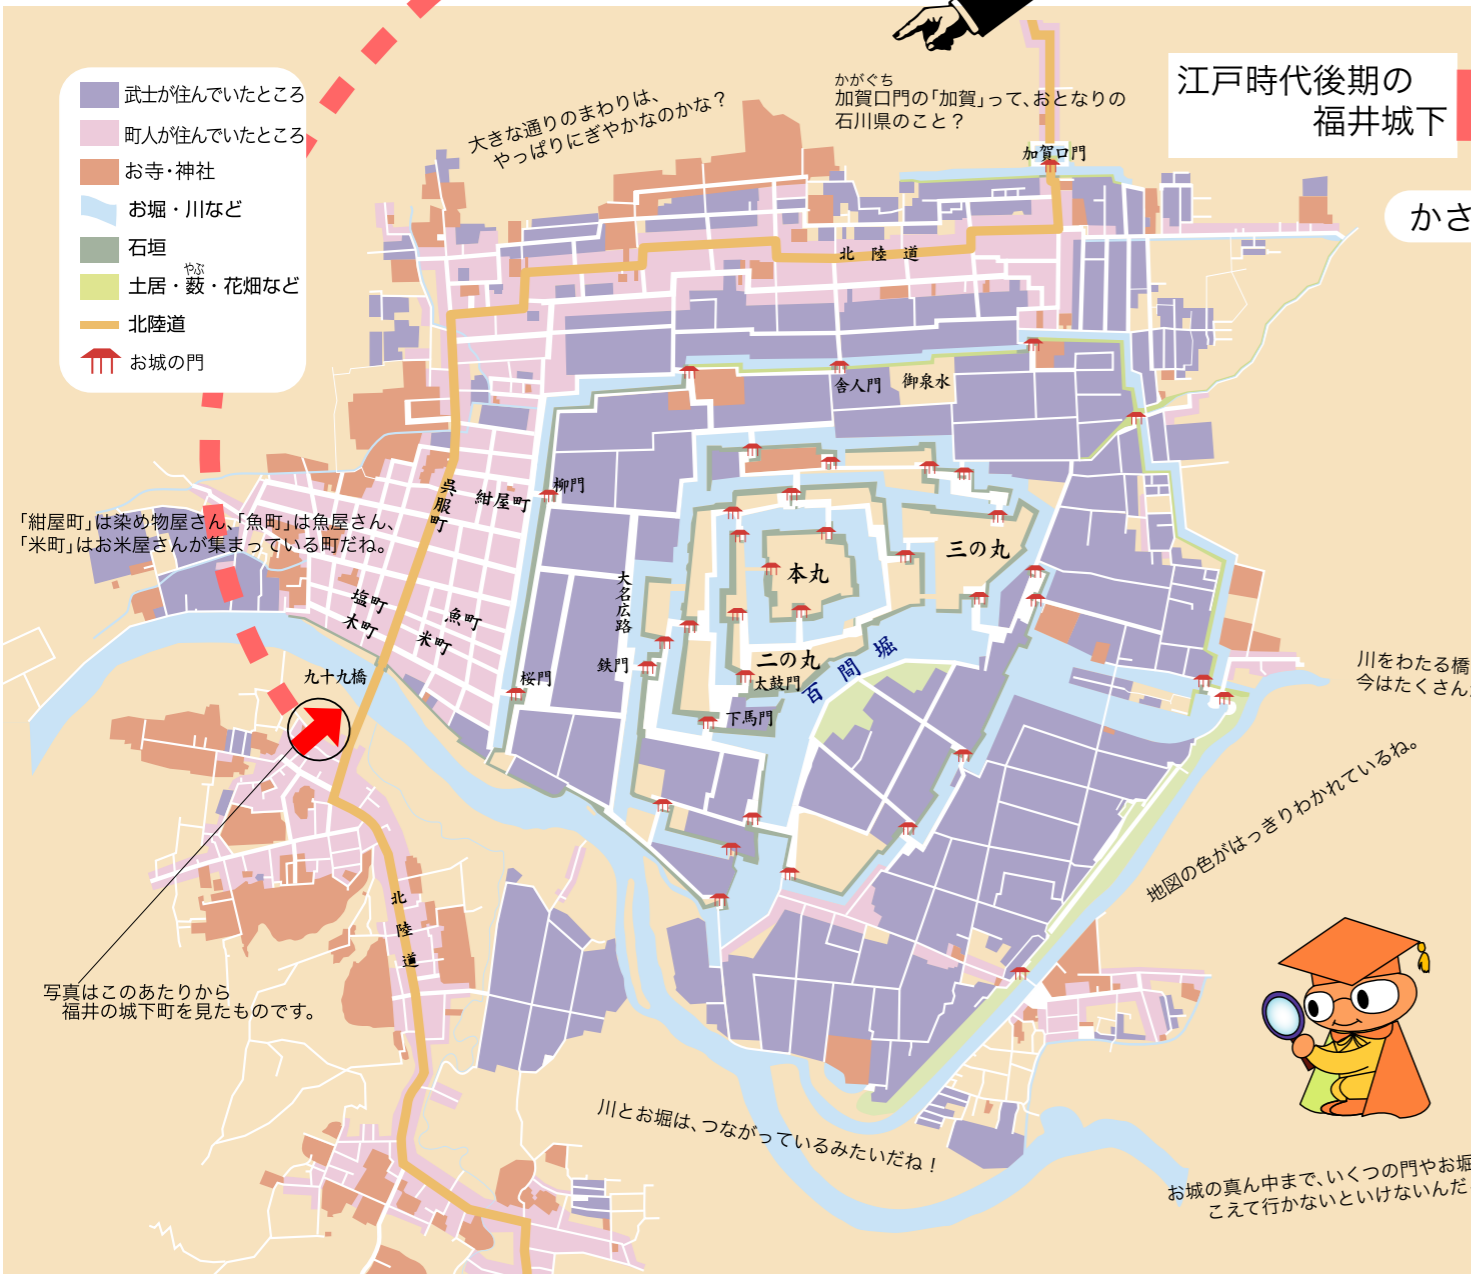 江戸時代後期の
福井城下
かさ
武士が住んでいたところ
町人が住んでいたところ
お寺・神社
お堀・川など
石垣
やぶ
土居・薮・花畑など
北陸道
お城の門
大きな通りのまわりは、
やっぱりにぎやかなのかな？
かがぐち
加賀口門の「加賀」って、おとなりの
石川県のこと？
加賀口門
北陸道
舎人門
御泉水
柳門
呉服町
紺屋町
「紺屋町」は染め物屋さん、「魚町」は魚屋さん、
「米町」はお米屋さんが集まっている町だね。
三の丸
本丸
大名広路
塩町
木町
魚町
米町
百間堀
二の丸
太鼓門
鉄門
桜門
下馬門
九十九橋
川をわたる橋
今はたくさん
地図の色がはっきりわかれているね。
北陸道
写真はこのあたりから
福井の城下町を見たものです。
川とお堀は、つながっているみたいだね！
お城の真ん中まで、いくつの門やお堀
こえて行かないといけないんだ